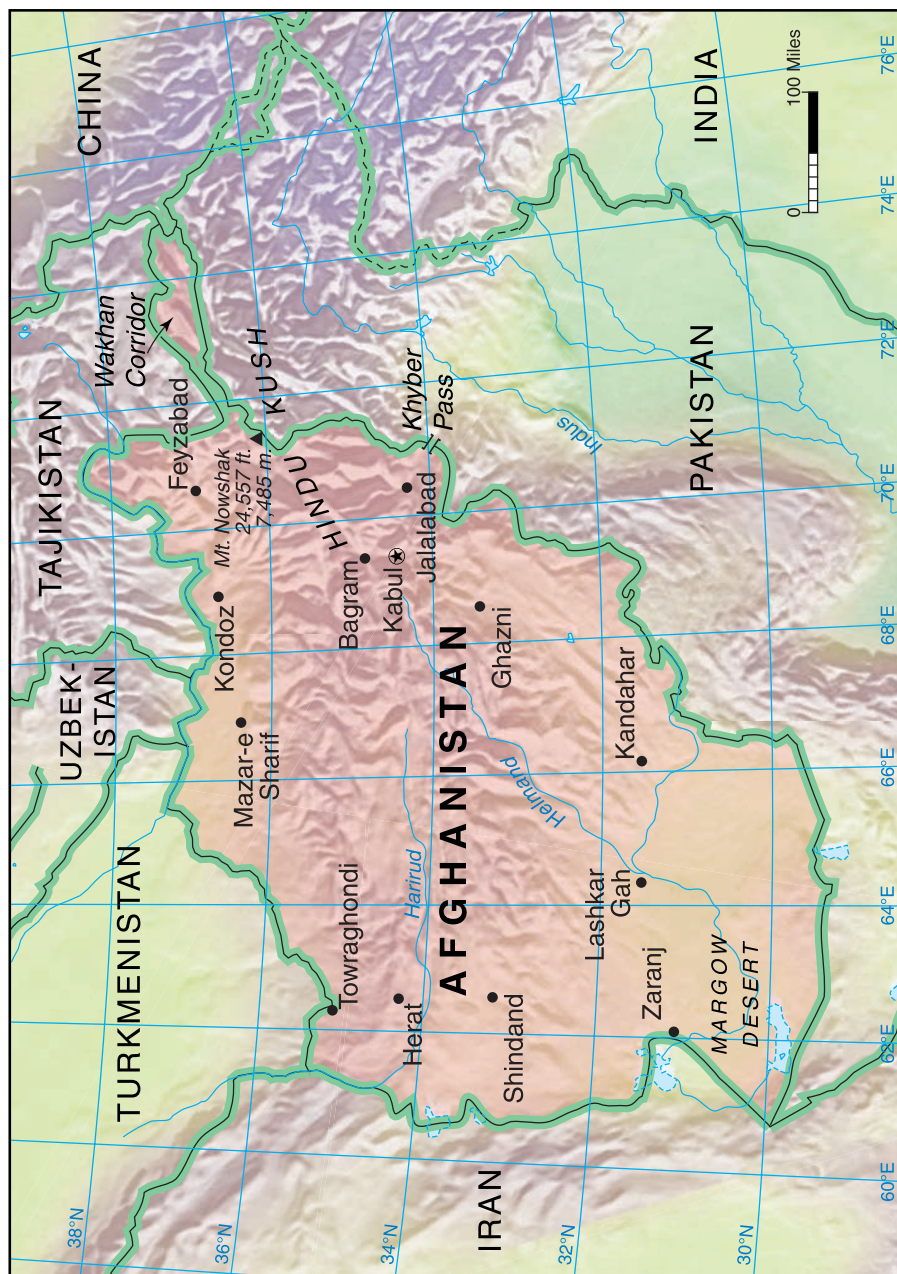 CHINA
TAJIKISTAN
UZBEK-
ISTAN
TURKMENISTAN
IRAN
PAKISTAN
INDIA
AFGHANISTAN
Wakhan
Corridor
Feyzabad
Mt. Nowshak
24,557 ft.
7,485 m.
HINDU KUSH
Khyber
Pass
Kondoz
Mazar-e
Sharif
Bagram
Kabul
Jalalabad
Ghazni
Towraghondi
Herat
Harirud
Shindand
Helmand
Kandahar
Lashkar
Gah
Zaranj
MARGOW
DESERT
Indus
0
100 Miles
38°N
36°N
34°N
32°N
30°N
60°E
62°E
64°E
66°E
68°E
70°E
72°E
74°E
76°E